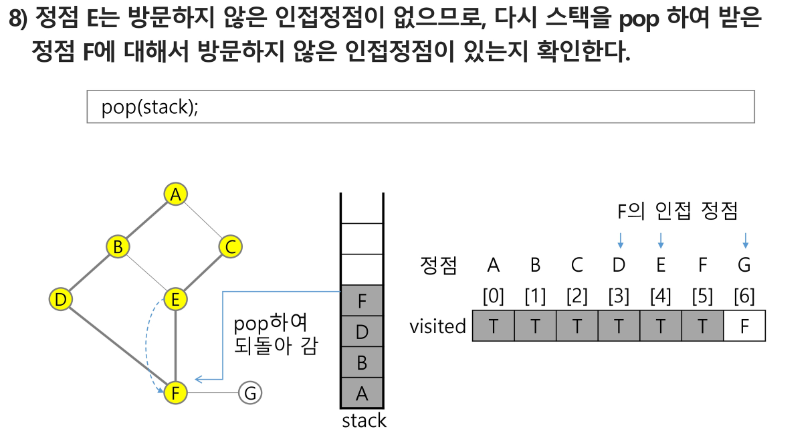 8) 정점 E는 방문하지 않은 인접정점이 없으므로, 다시 스택을 pop 하여 받은
정점 F에 대해서 방문하지 않은 인접정점이 있는지 확인한다.
pop(stack);
A
B
C
D
E
F
G
pop하여
되돌아 감
F
D
B
A
stack
F의 인접 정점
정점 A B C D E F G
[0] [1] [2] [3] [4] [5] [6]
visited T T T T T T F